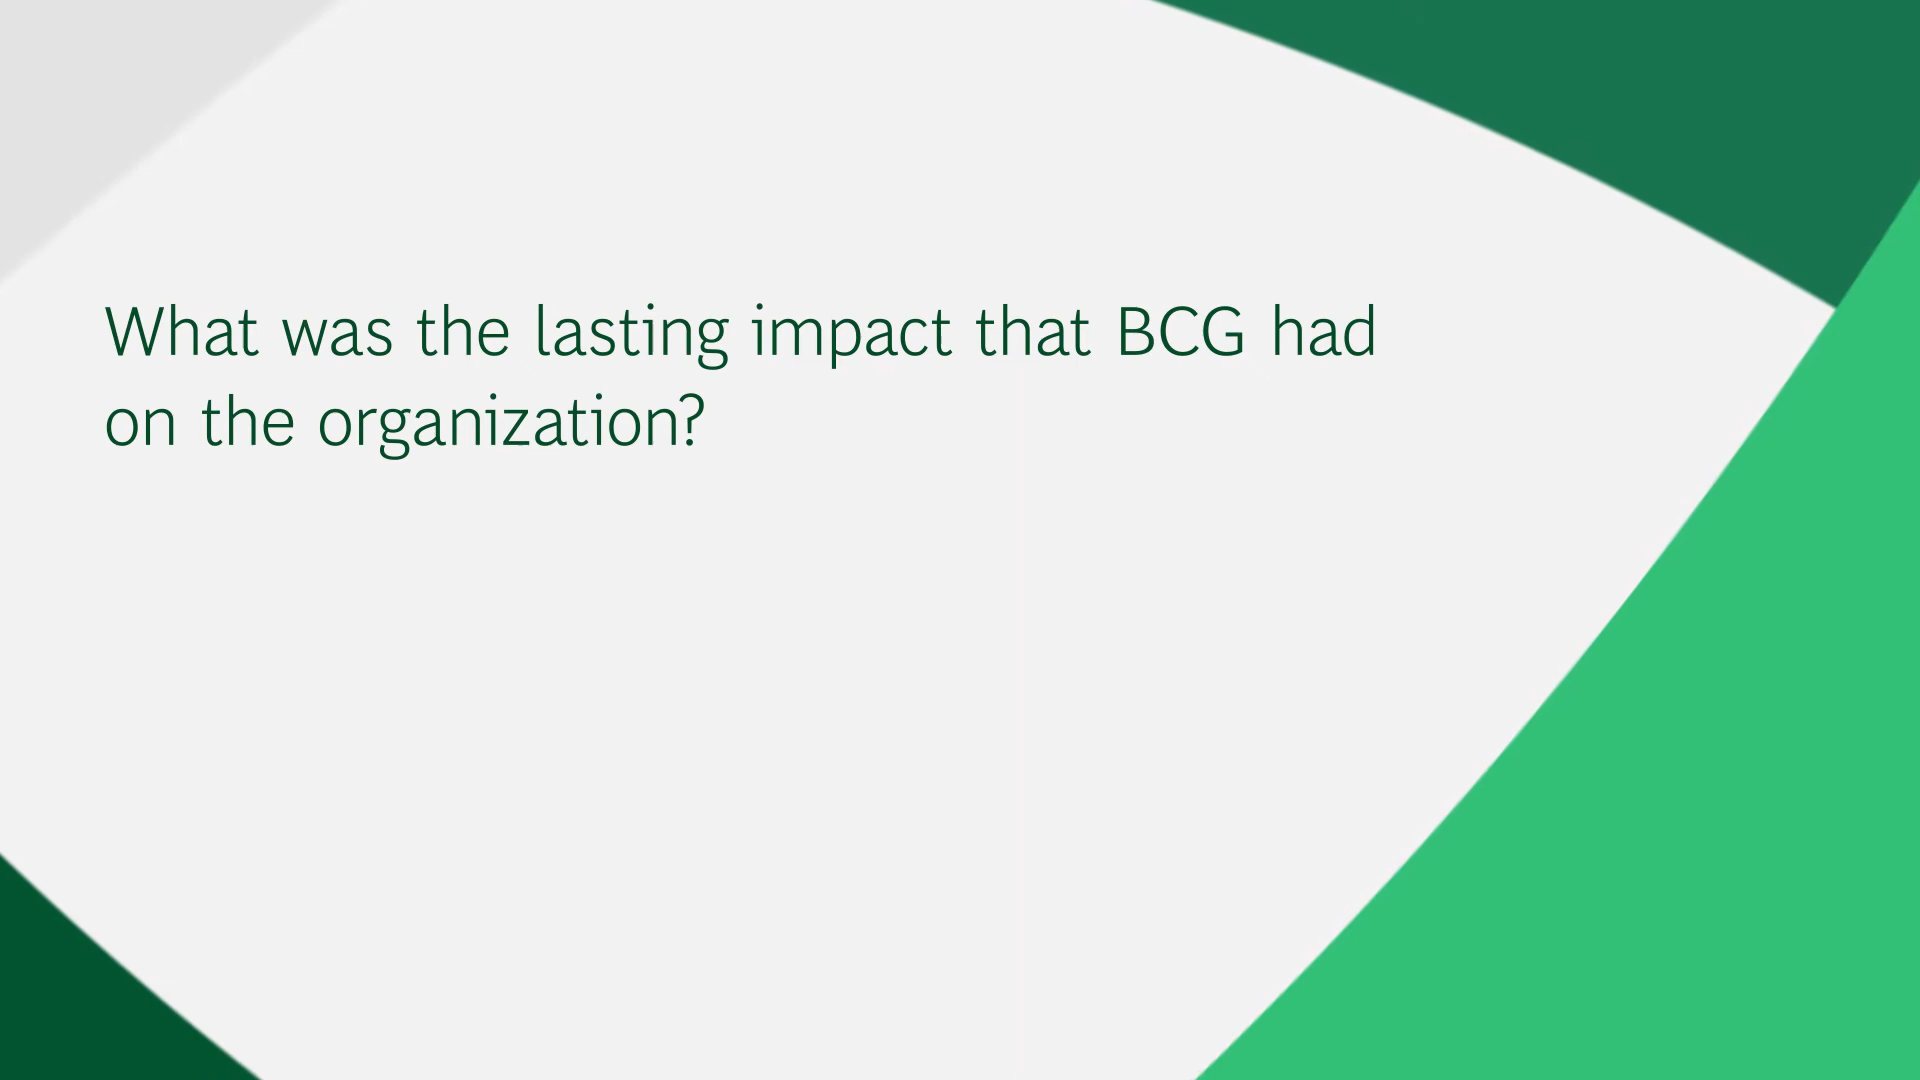 What was the lasting impact that BCG had
on the organization?